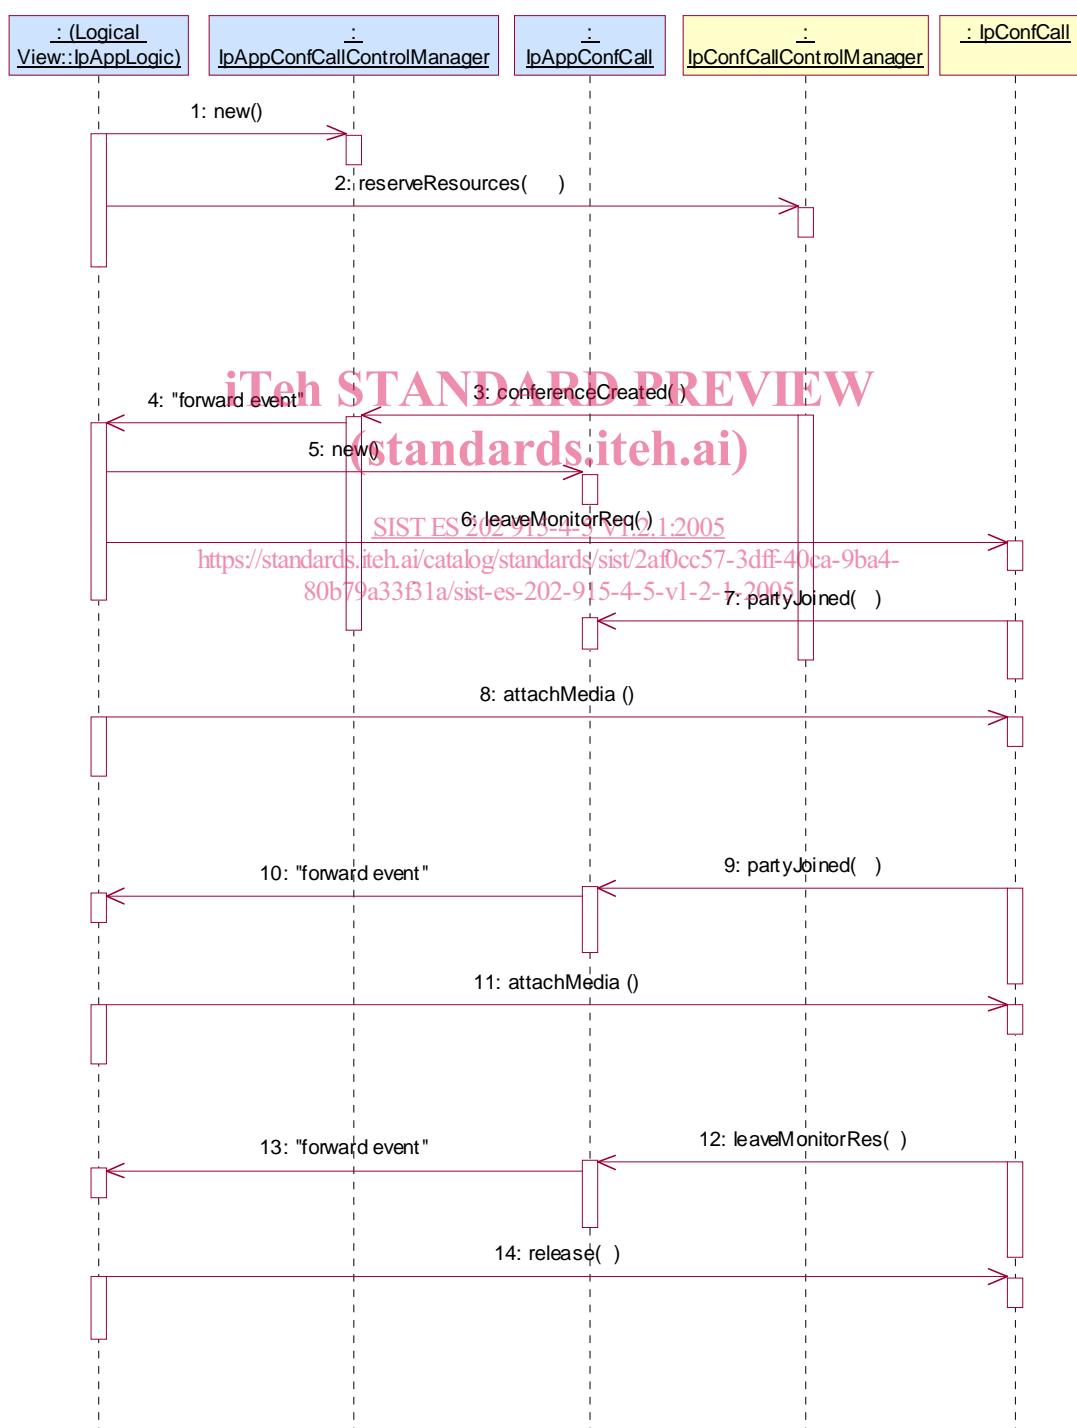 : (Logical
View::IpAppLogic)
:
IpAppConfCallControlManager
:
IpAppConfCall
:
IpConfCallControlManager
: IpConfCall
1: new()
2: reserveResources( )
iTeh STANDARD PREVIEW
3: conferenceCreated( )
4: "forward event"
(standards.iteh.ai)
5: new()
SIST ES 202 915-4-5 V1.2.1:2005
6: leaveMonitorReq( )
https://standards.iteh.ai/catalog/standards/sist/2af0cc57-3dff-40ca-9ba4-
80b79a33f31a/sist-es-202-915-4-5-v1-2-1-2005
7: partyJoined( )
8: attachMedia ()
9: partyJoined( )
10: "forward event"
11: attachMedia ()
12: leaveMonitorRes( )
13: "forward event"
14: release( )